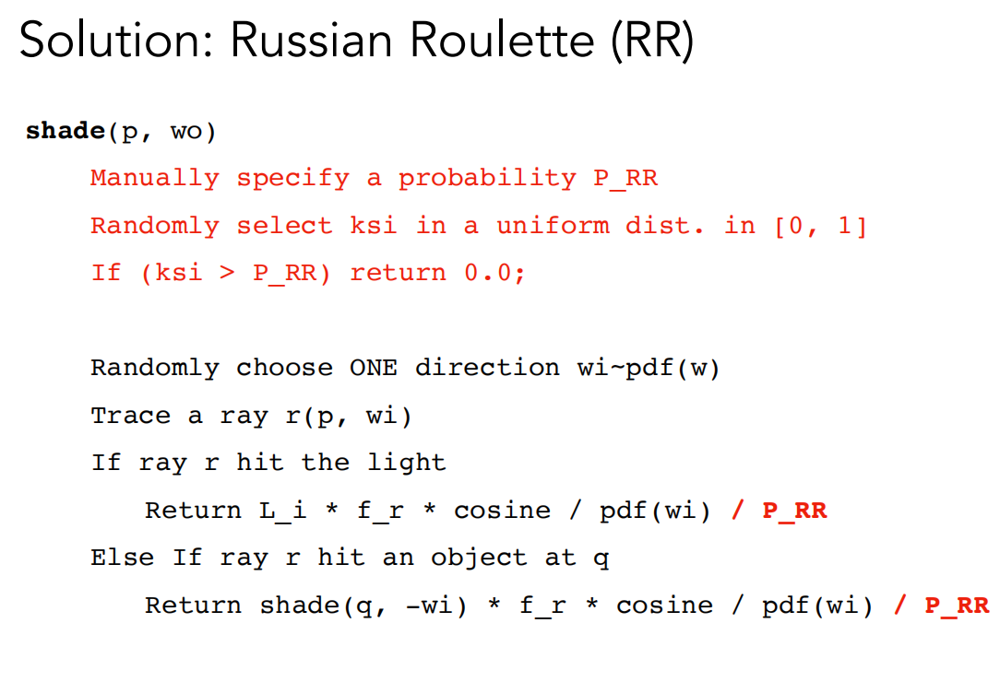 Solution: Russian Roulette (RR)
shade(p, wo)
Manually specify a probability P_RR
Randomly select ksi in a uniform dist. in [0, 1]
If (ksi > P_RR) return 0.0;
Randomly choose ONE direction wi~pdf(w)
Trace a ray r(p, wi)
If ray r hit the light
Return L_i * f_r * cosine / pdf(wi) / P_RR
Else If ray r hit an object at q
Return shade(q, -wi) * f_r * cosine / pdf(wi) / P_RR